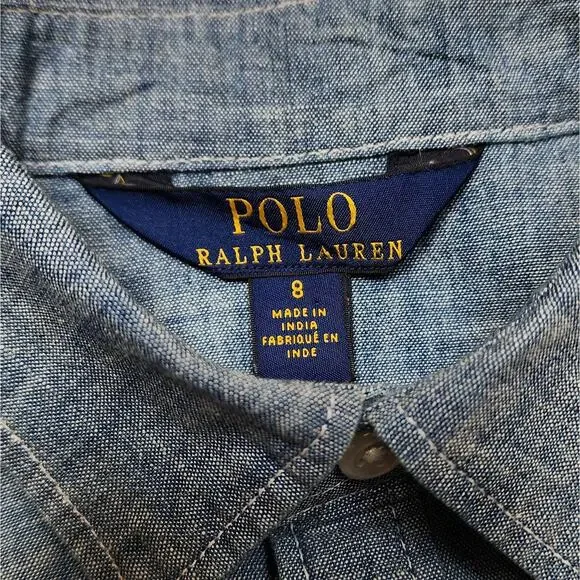 POLO
RALPH LAUREN
8
MADE IN
INDIA
FABRIQUÉ EN
INDE